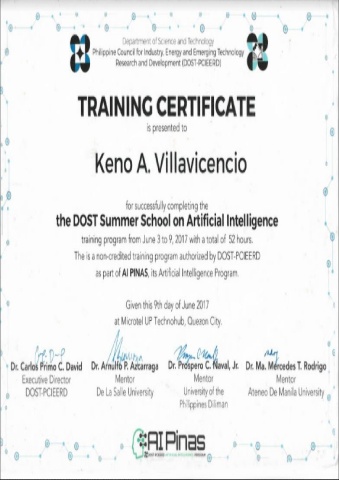 Department of Science and Technology
Philippine Council for Industry, Energy and Emerging Technology
Research and Development (DOST-PCIEERD)
TRAINING CERTIFICATE
is presented to
Keno A. Villavicencio
for successfully completing the
the DOST Summer School on Artificial Intelligence
training program from June 3 to 9, 2017 with a total of 52 hours.
The is a non-credited training program authorized by DOST-PCIEERD
as part of AI PINAS, its Artificial Intelligence Program.
Given this 9th day of June 2017
at Microtel UP Technohub, Quezon City.
Dr. Carlos Primo C. David
Executive Director
DOST-PCIEERD
Dr. Arnulfo P. Azcarraga
Mentor
De La Salle University
Dr. Prospero C. Naval, Jr.
Mentor
University of the
Philippines Diliman
Dr. Ma. Mercedes T. Rodrigo
Mentor
Ateneo De Manila University
AI Pinas